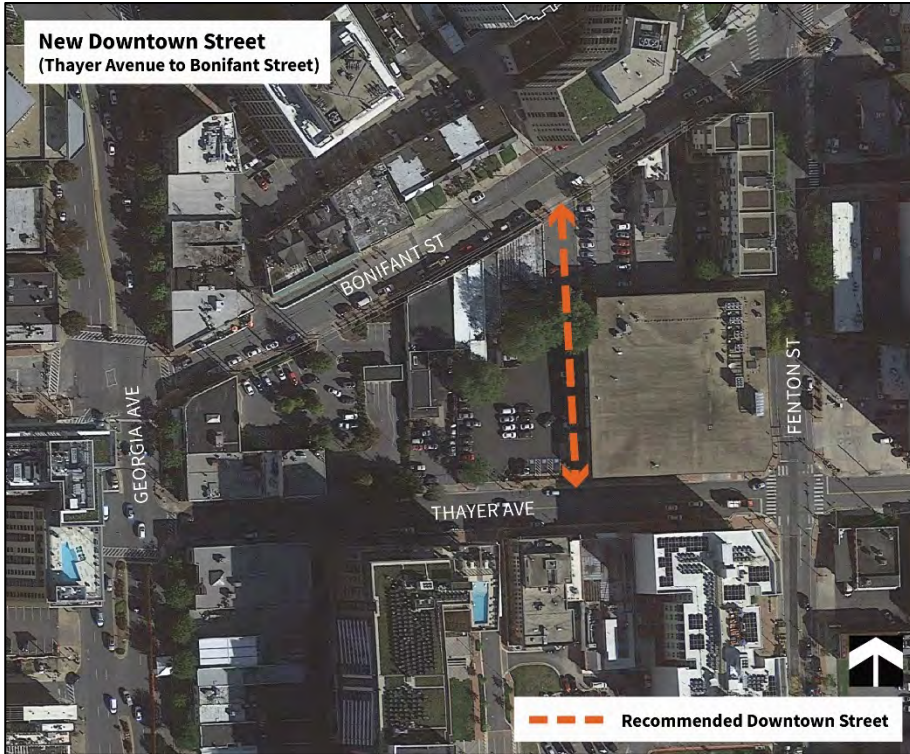 New Downtown Street
(Thayer Avenue to Bonifant Street)
BONIFANT ST
GEORGIA AVE
FENTON ST
THAYER AVE
Recommended Downtown Street